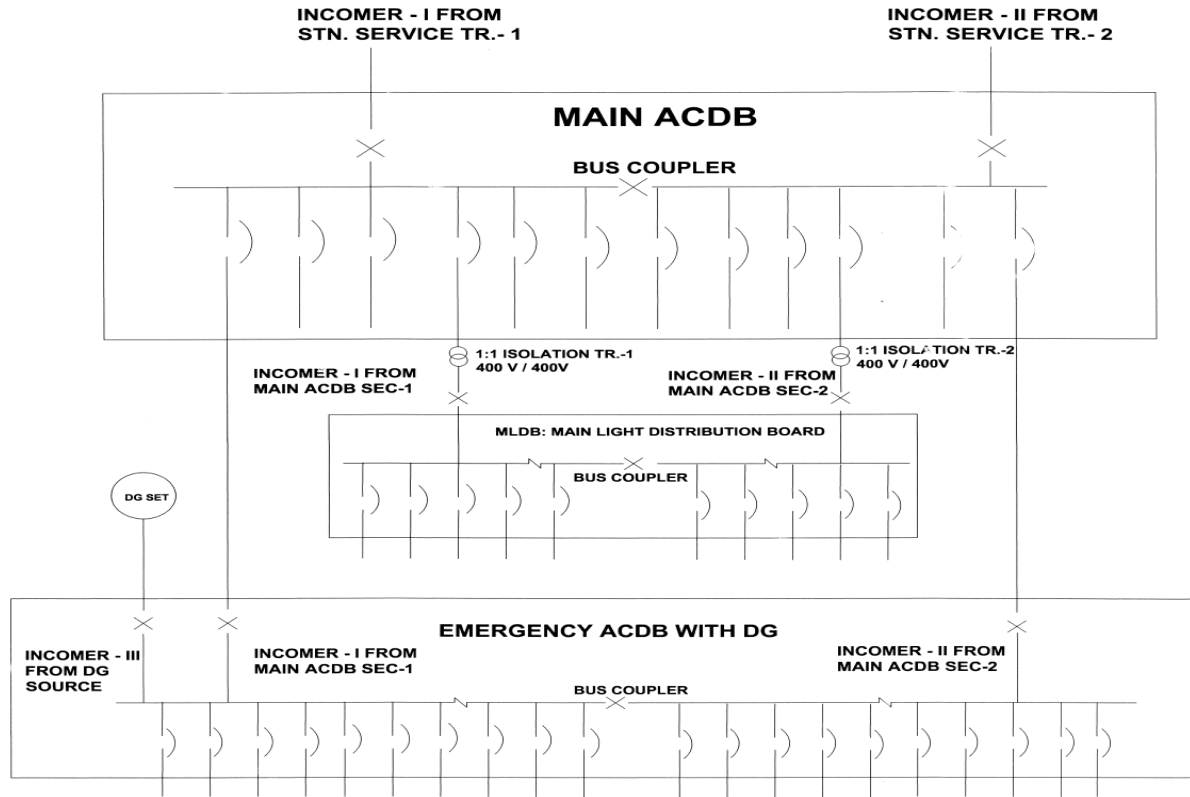 INCOMER - I FROM
STN. SERVICE TR.- 1
INCOMER - II FROM
STN. SERVICE TR.- 2
MAIN ACDB
BUS COUPLER
1:1 ISOLATION TR.-1
400 V / 400V
1:1 ISOLATION TR.-2
400 V / 400V
INCOMER - I FROM
MAIN ACDB SEC-1
INCOMER - II FROM
MAIN ACDB SEC-2
MLDB: MAIN LIGHT DISTRIBUTION BOARD
BUS COUPLER
DG SET
EMERGENCY ACDB WITH DG
INCOMER - III
FROM DG
SOURCE
INCOMER - I FROM
MAIN ACDB SEC-1
INCOMER - II FROM
MAIN ACDB SEC-2
BUS COUPLER